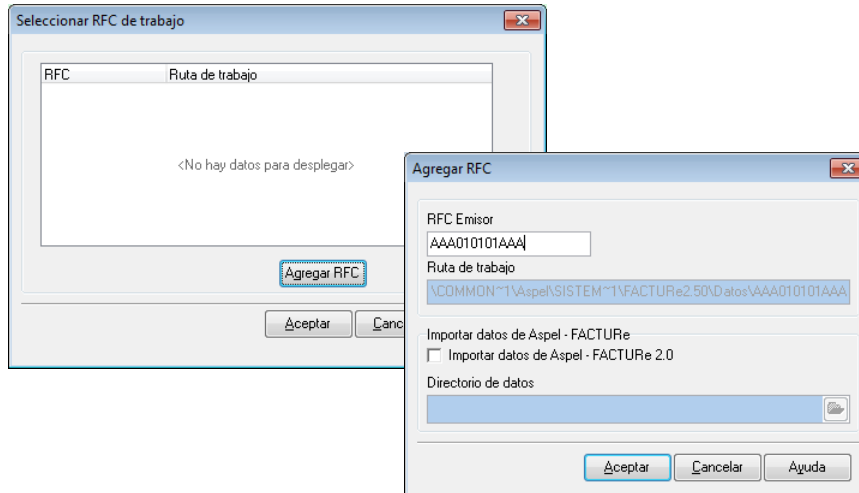 Seleccionar RFC de trabajo
RFC Ruta de trabajo
<No hay datos para desplegar>
Agregar RFC
Aceptar Canc
Agregar RFC
RFC Emisor
AAA010101AAA
Ruta de trabajo
\COMMON~1\Aspel\SISTEM~1\FACTURe2.50\Datos\AAA010101AAA
Importar datos de Aspel - FACTURe
Importar datos de Aspel - FACTURe 2.0
Directorio de datos
Aceptar Cancelar Ayuda